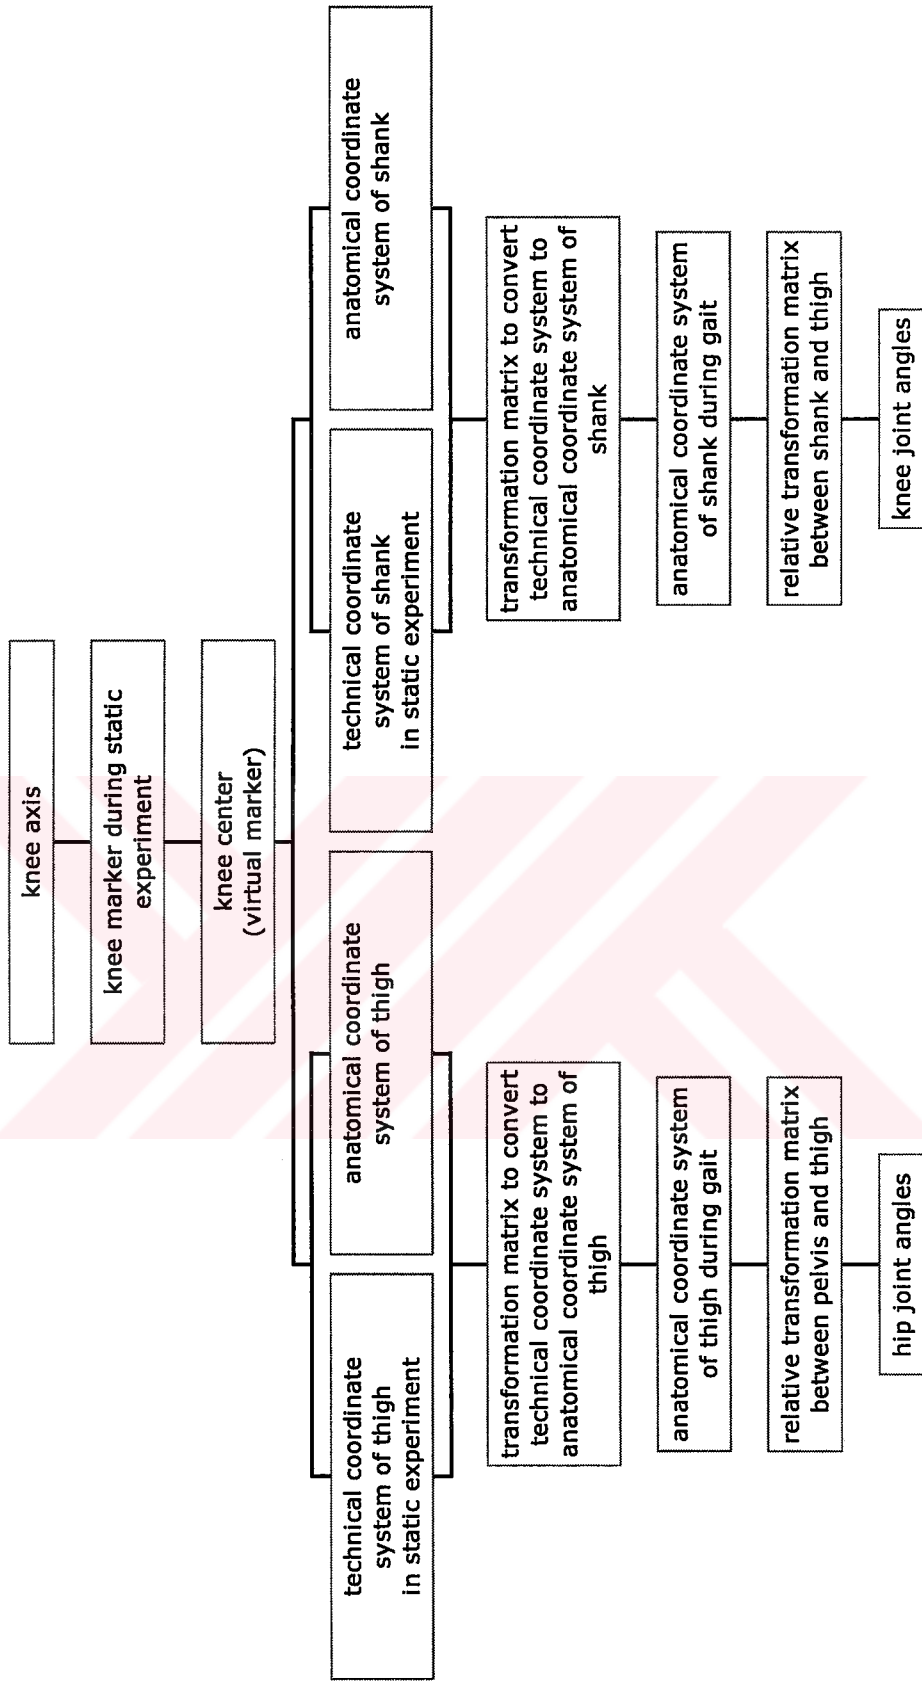 knee axis
knee marker during static
experiment
knee center
(virtual marker)
technical coordinate
system of thigh
in static experiment
anatomical coordinate
system of thigh
technical coordinate
system of shank
in static experiment
anatomical coordinate
system of shank
transformation matrix to convert
technical coordinate system to
anatomical coordinate system of
thigh
transformation matrix to convert
technical coordinate system to
anatomical coordinate system of
shank
anatomical coordinate system
of thigh during gait
anatomical coordinate system
of shank during gait
relative transformation matrix
between pelvis and thigh
relative transformation matrix
between shank and thigh
hip joint angles
knee joint angles